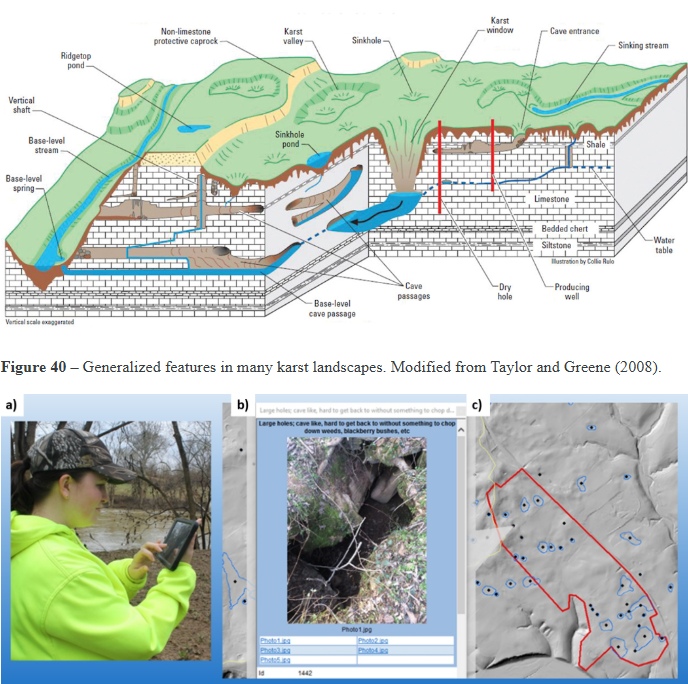 Non-limestone
protective caprock
Karst
valley
Sinkhole
Karst
window
Cave entrance
Sinking stream
Ridgetop
pond
Vertical
shaft
Base-level
stream
Base-level
spring
Sinkhole
pond
Shale
Limestone
Bedded chert
Siltstone
Illustration by Collie Rulo
Water
table
Cave
passages
Dry
hole
Producing
well
Base-level
cave passage
Vertical scale exaggerated
Figure 40 – Generalized features in many karst landscapes. Modified from Taylor and Greene (2008).
a)
b)
c)
Large holes; cave like, hard to get back to without something to chop d...
Large holes; cave like, hard to get back to without something to chop
down weeds, blackberry bushes, etc
Photo1.jpg
Photo1.jpg Photo2.jpg
Photo3.jpg Photo4.jpg
Photo5.jpg
Id 1442